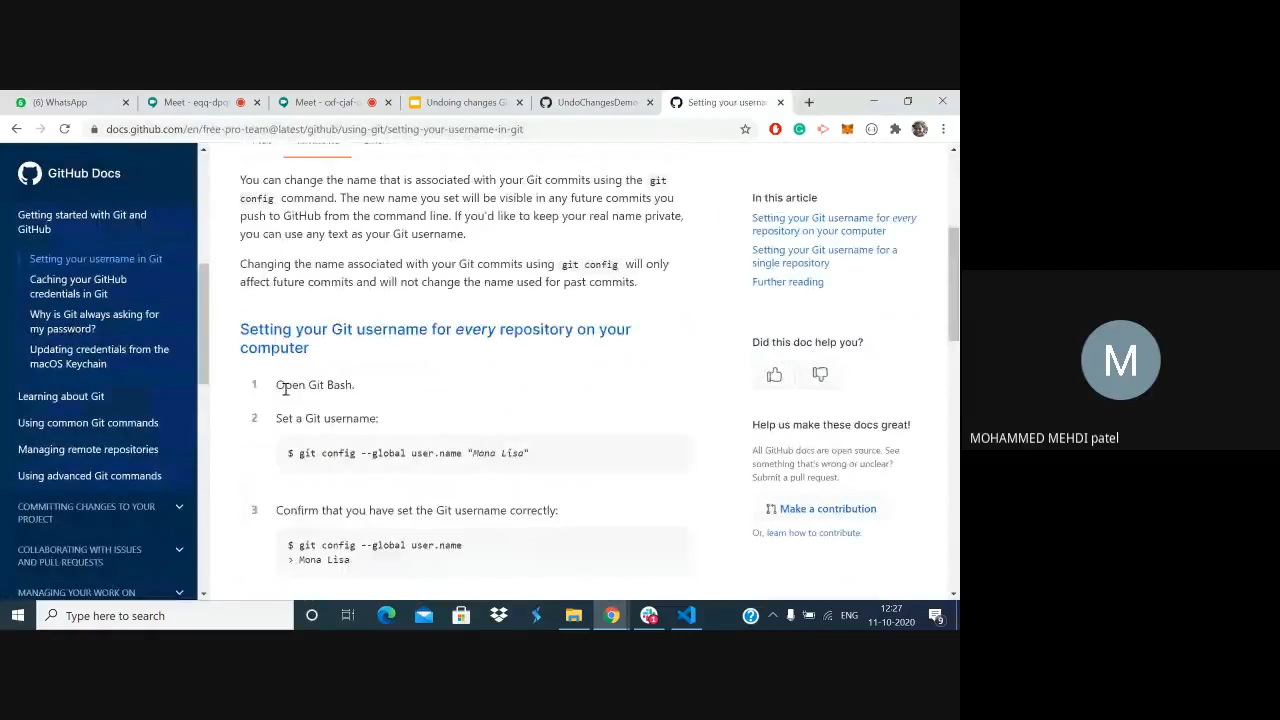 (6) WhatsApp
Meet - eqq-dpq
Meet - cxf-cjaf-
Undoing changes Gi
UndoChangesDemo
Setting your userna
docs.github.com/en/free-pro-team@latest/github/using-git/setting-your-username-in-git
GitHub Docs
Getting started with Git and
GitHub
Setting your username in Git
Caching your GitHub
credentials in Git
Why is Git always asking for
my password?
Updating credentials from the
macOS Keychain
Learning about Git
Using common Git commands
Managing remote repositories
Using advanced Git commands
COMMITTING CHANGES TO YOUR
PROJECT
COLLABORATING WITH ISSUES
AND PULL REQUESTS
MANAGING YOUR WORK ON
You can change the name that is associated with your Git commits using the git
config command. The new name you set will be visible in any future commits you
push to GitHub from the command line. If you'd like to keep your real name private,
you can use any text as your Git username.
Changing the name associated with your Git commits using git config will only
affect future commits and will not change the name used for past commits.
Setting your Git username for every repository on your
computer
1 Open Git Bash.
2 Set a Git username:
$ git config --global user.name "Mona Lisa"
3 Confirm that you have set the Git username correctly:
$ git config --global user.name
> Mona Lisa
In this article
Setting your Git username for every
repository on your computer
Setting your Git username for a
single repository
Further reading
Did this doc help you?
Help us make these docs great!
All GitHub docs are open source. See
something that's wrong or unclear?
Submit a pull request.
Make a contribution
Or, learn how to contribute.
M
MOHAMMED MEHDI patel
Type here to search
ENG
12:27
11-10-2020
9